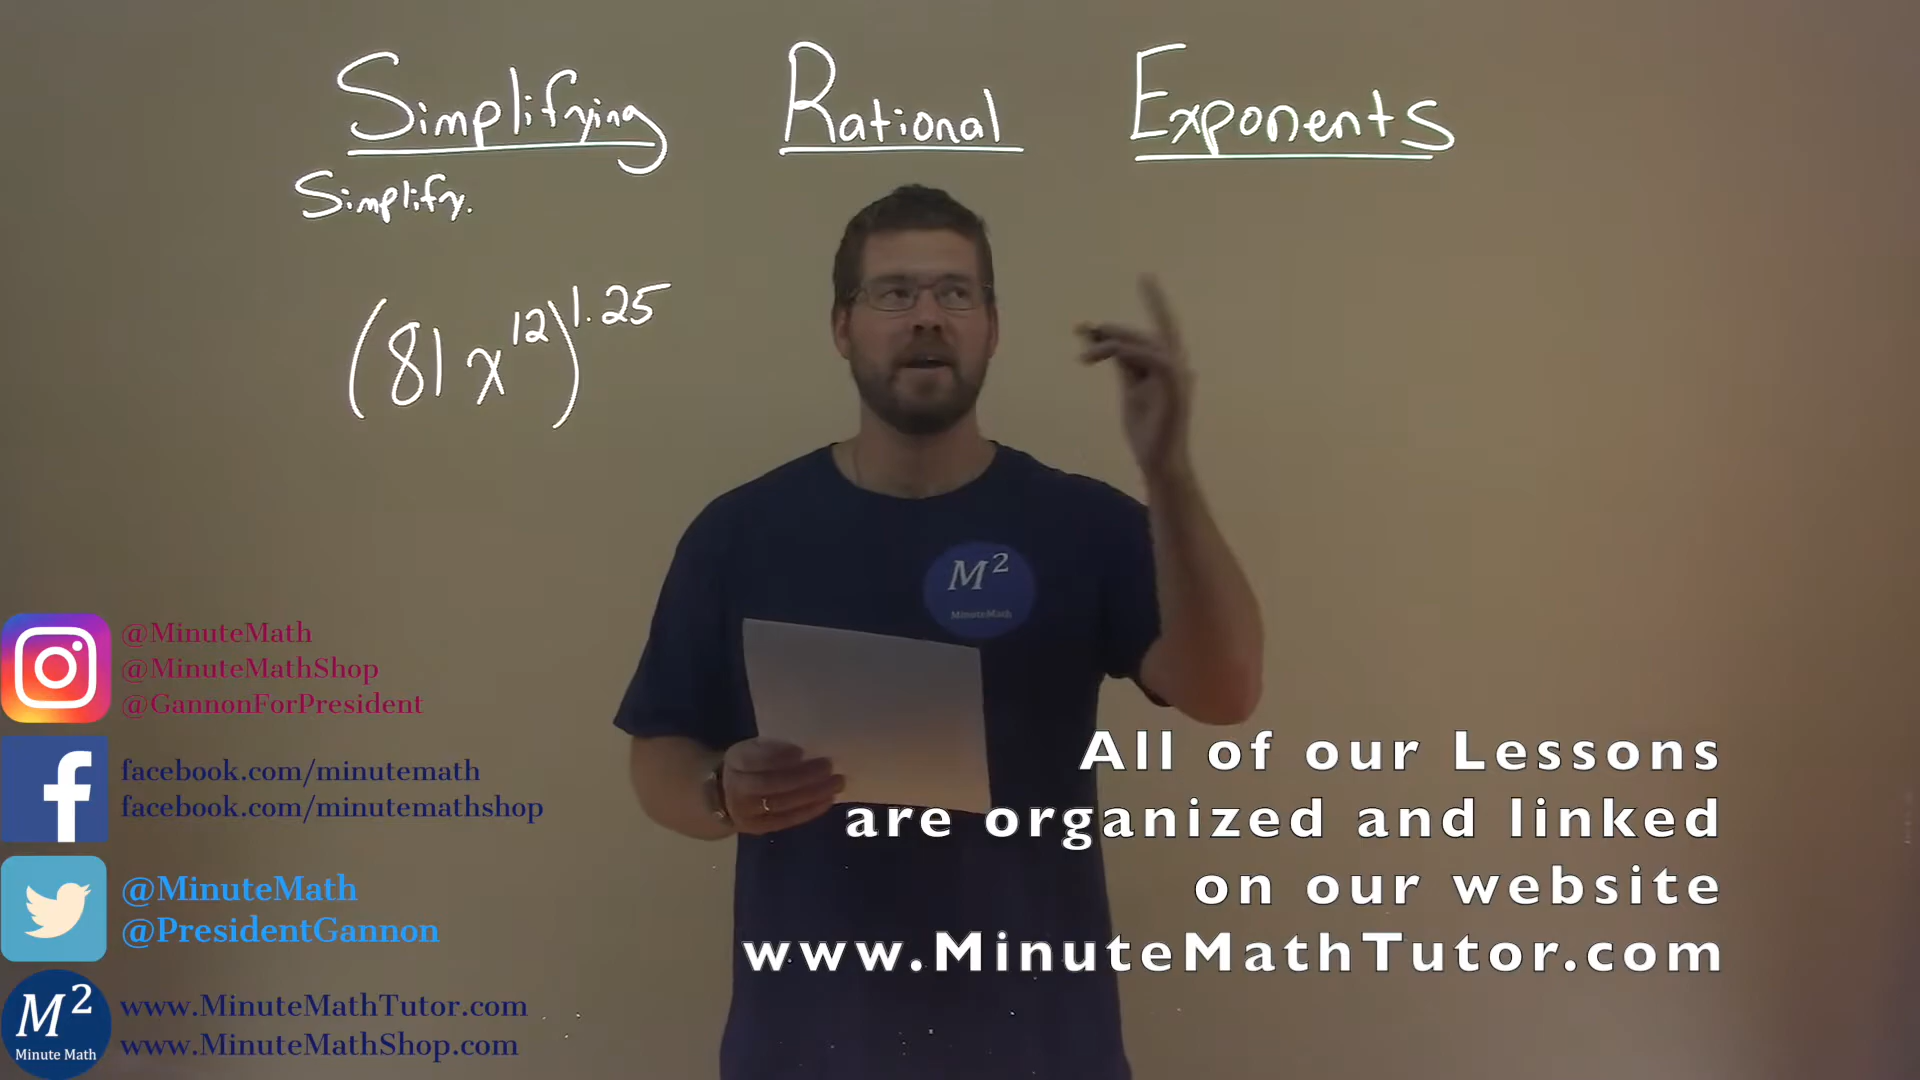 Simplifying Rational Exponents
Simplify.
(81x^12)^1.25
M²
MinuteMath
@MinuteMath
@MinuteMathShop
@GannonForPresident
facebook.com/minutemath
facebook.com/minutemathshop
@MinuteMath
@PresidentGannon
M²
Minute Math
www.MinuteMathTutor.com
www.MinuteMathShop.com
All of our Lessons
are organized and linked
on our website
www.MinuteMathTutor.com